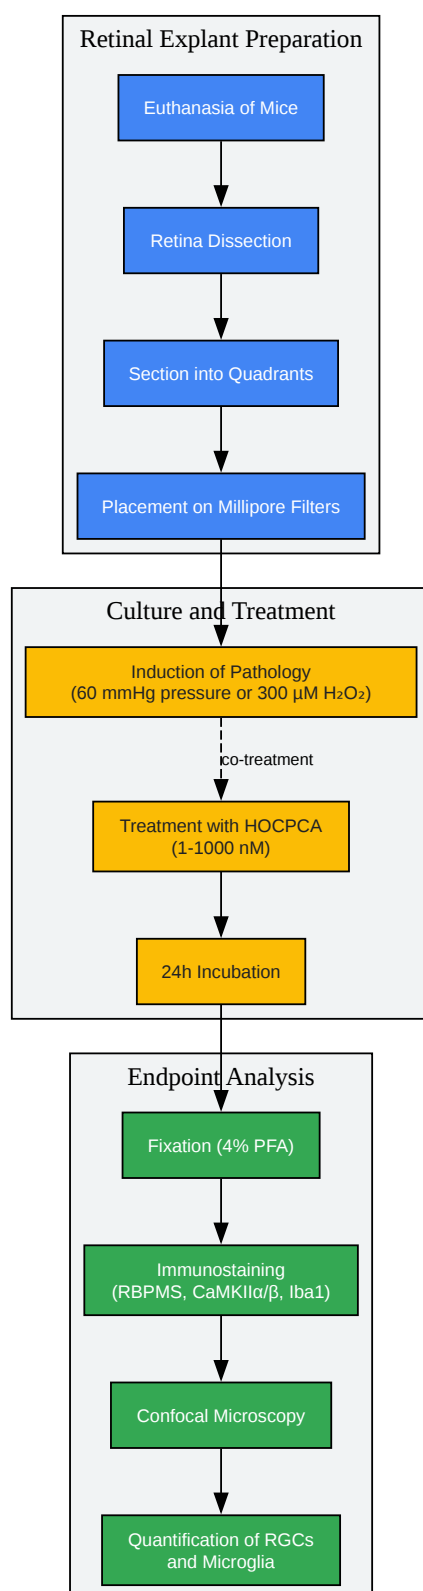 Retinal Explant Preparation
Euthanasia of Mice
Retina Dissection
Section into Quadrants
Placement on Millipore Filters
Culture and Treatment
Induction of Pathology
(60 mmHg pressure or 300 µM H₂O₂)
co-treatment
Treatment with HOCPCA
(1-1000 nM)
24h Incubation
Endpoint Analysis
Fixation (4% PFA)
Immunostaining
(RBPMS, CaMKIIα/β, Iba1)
Confocal Microscopy
Quantification of RGCs
and Microglia